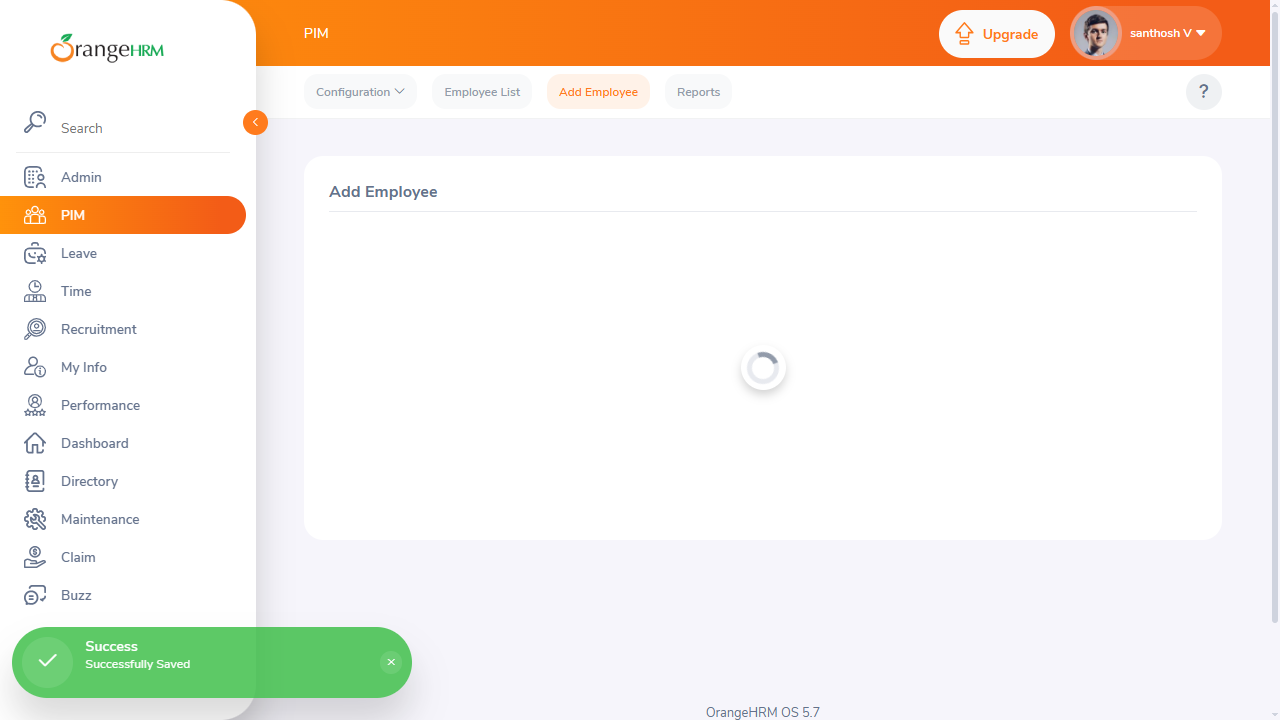 OrangeHRM
PIM
Upgrade
santhosh V
Search
Configuration
Employee List
Add Employee
Reports
?
Admin
PIM
Leave
Time
Recruitment
My Info
Performance
Dashboard
Directory
Maintenance
Claim
Buzz
Add Employee
Success
Successfully Saved
OrangeHRM OS 5.7